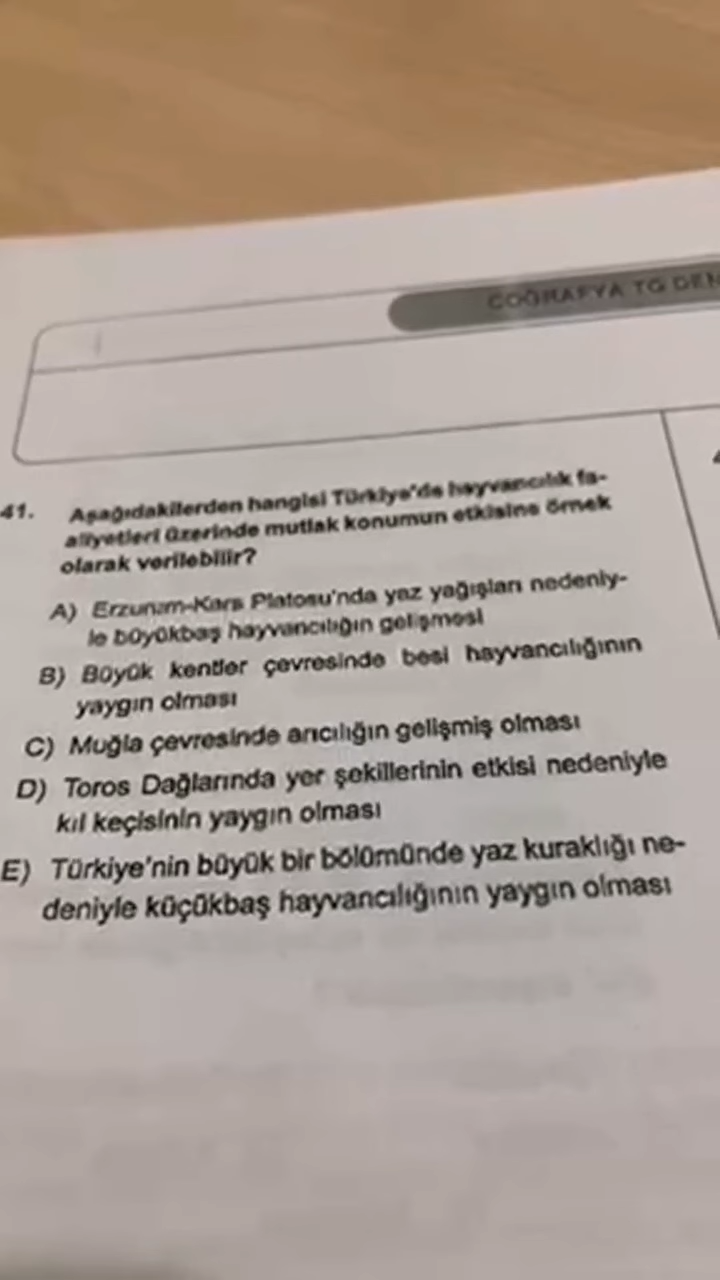 COĞRAFYA TG DEN
41. Aşağıdakilerden hangisi Türkiye'de hayvancılık fa-
aliyetleri üzerinde mutlak konumun etkisine örnek
olarak verilebilir?
A) Erzurum-Kars Platosu'nda yaz yağışları nedeniy-
le büyükbaş hayvancılığın gelişmesi
B) Büyük kentler çevresinde besi hayvancılığının
yaygın olması
C) Muğla çevresinde arıcılığın gelişmiş olması
D) Toros Dağlarında yer şekillerinin etkisi nedeniyle
kıl keçisinin yaygın olması
E) Türkiye'nin büyük bir bölümünde yaz kuraklığı ne-
deniyle küçükbaş hayvancılığının yaygın olması